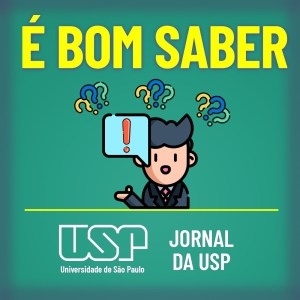 É BOM SABER
USP
Universidade de São Paulo
JORNAL
DA USP